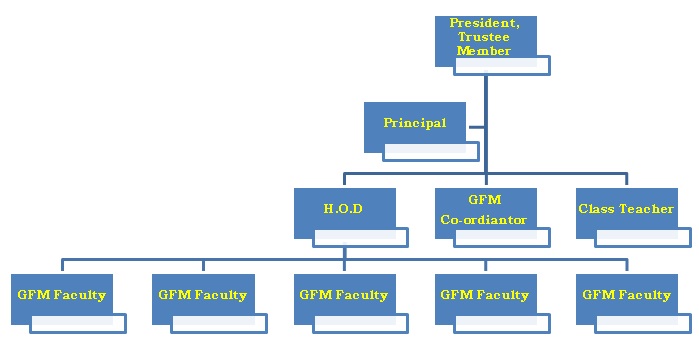 President,
Trustee
Member
Principal
H.O.D
GFM
Co-ordiantor
Class Teacher
GFM Faculty
GFM Faculty
GFM Faculty
GFM Faculty
GFM Faculty